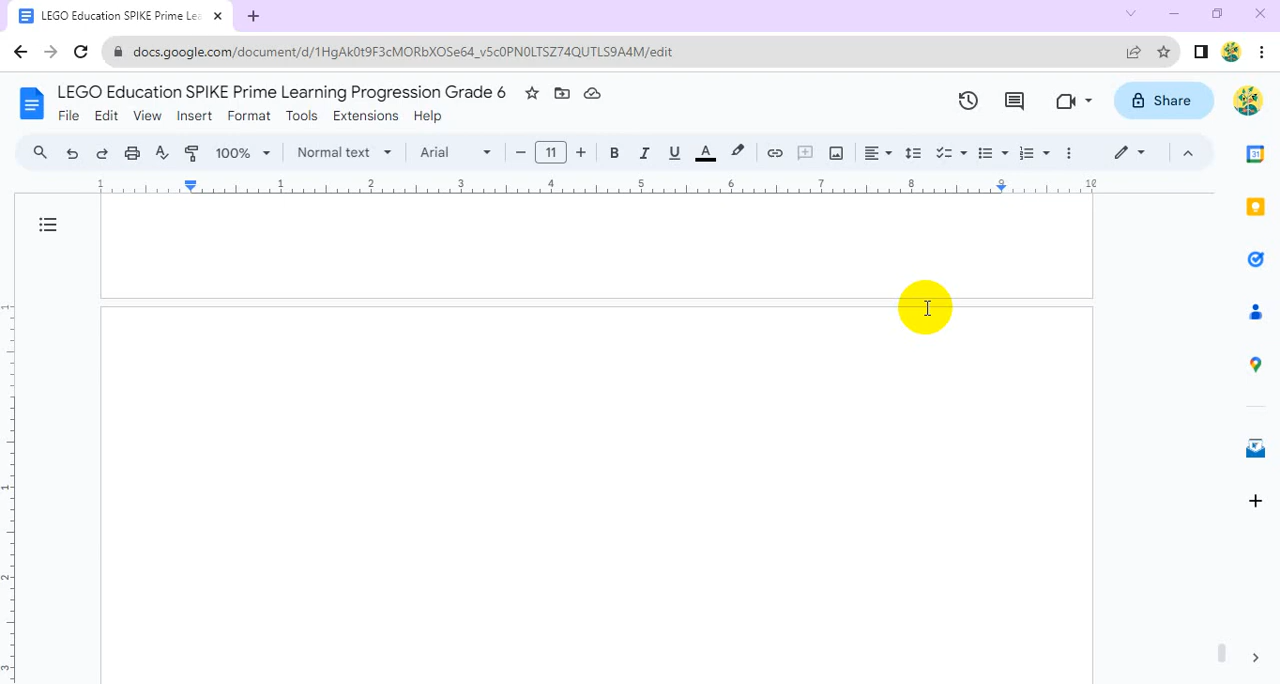 LEGO Education SPIKE Prime Lea
docs.google.com/document/d/1HgAk0t9F3cMORbXOSe64_v5c0PN0LTSZ74QUTLS9A4M/edit
LEGO Education SPIKE Prime Learning Progression Grade 6
Share
File Edit View Insert Format Tools Extensions Help
100% Normal text Arial 11 B I U A
1 1 2 3 4 5 6 7 8 9 10
31
1
1
2
3